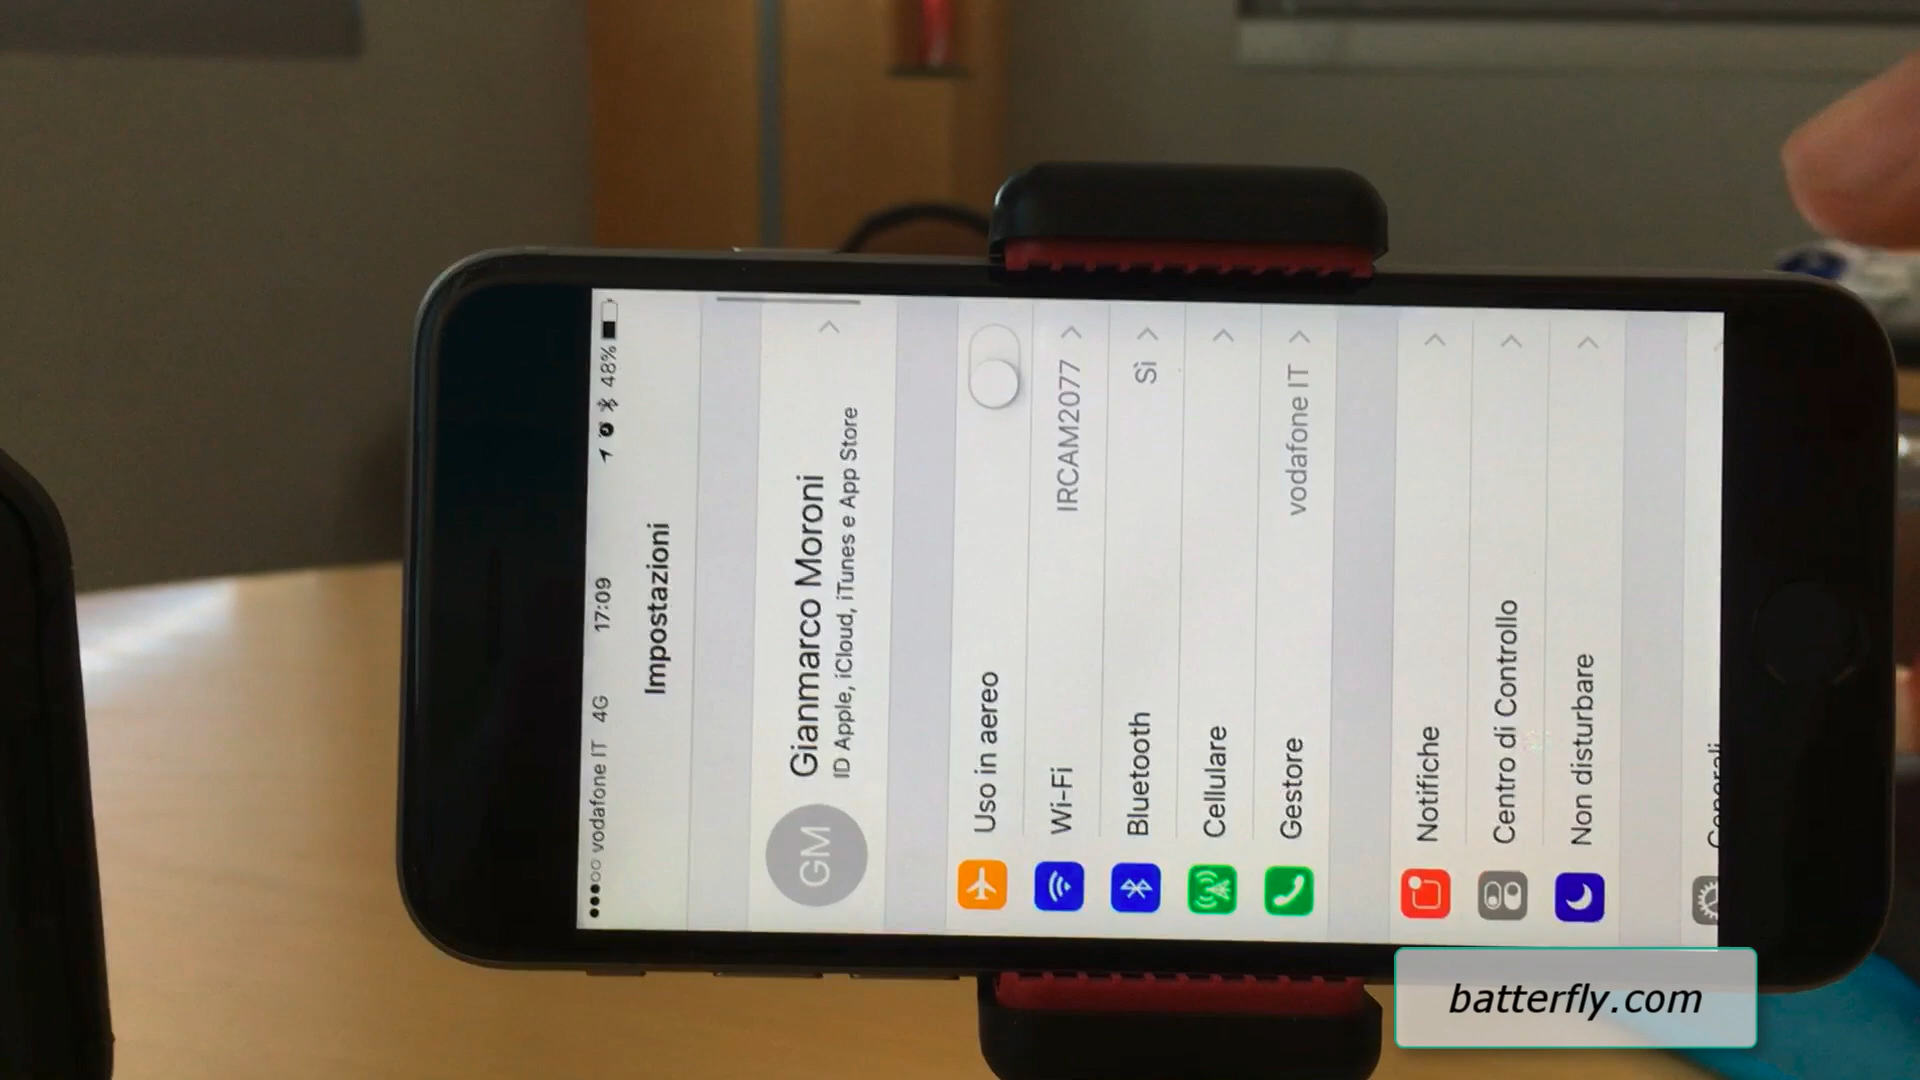 vodafone IT 4G 17:09 48%
Impostazioni
GM
Gianmarco Moroni
ID Apple, iCloud, iTunes e App Store
Uso in aereo
Wi-Fi IRCAM2077
Bluetooth Sì
Cellulare
Gestore vodafone IT
Notifiche
Centro di Controllo
Non disturbare
Generali
batterfly.com